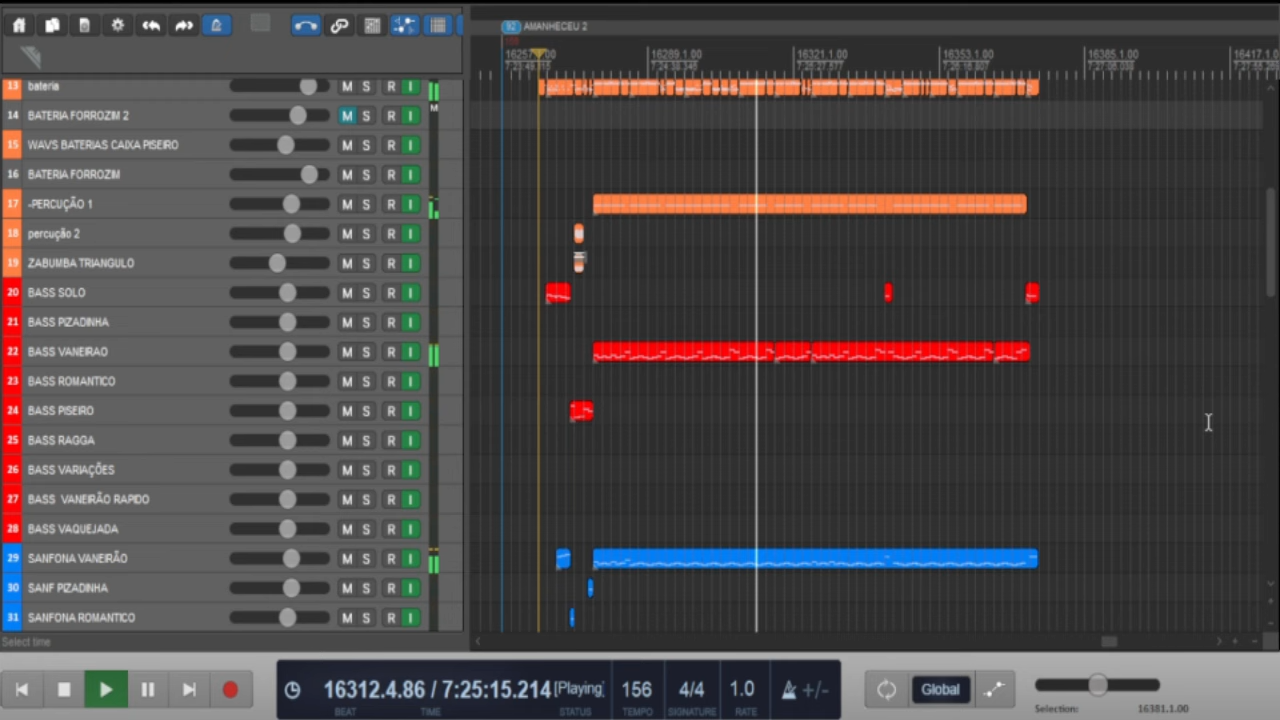 92 AMANHECEU 2
16257.1.00 16289.1.00 16321.1.00 16353.1.00 16385.1.00 16417.1.0
13 bateria M S R I
M
14 BATERIA FORROZIM 2 M S R I
15 WAVS BATERIAS CAIXA PISEIRO M S R I
16 BATERIA FORROZIM M S R I
17 -PERCUÇÃO 1 M S R I
18 percução 2 M S R I
19 ZABUMBA TRIANGULO M S R I
20 BASS SOLO M S R I
21 BASS PIZADINHA M S R I
22 BASS VANEIRAO M S R I
23 BASS ROMANTICO M S R I
24 BASS PISEIRO M S R I
25 BASS RAGGA M S R I
26 BASS VARIAÇÕES M S R I
27 BASS VANEIRÃO RAPIDO M S R I
28 BASS VAQUEJADA M S R I
29 SANFONA VANEIRÃO M S R I
30 SANF PIZADINHA M S R I
31 SANFONA ROMANTICO M S R I
Select time
16312.4.86 / 7:25:15.214 [Playing] 156 4/4 1.0 +/-
BEAT TIME STATUS TEMPO SIGNATURE RATE
Global
Selection: 16381.1.00